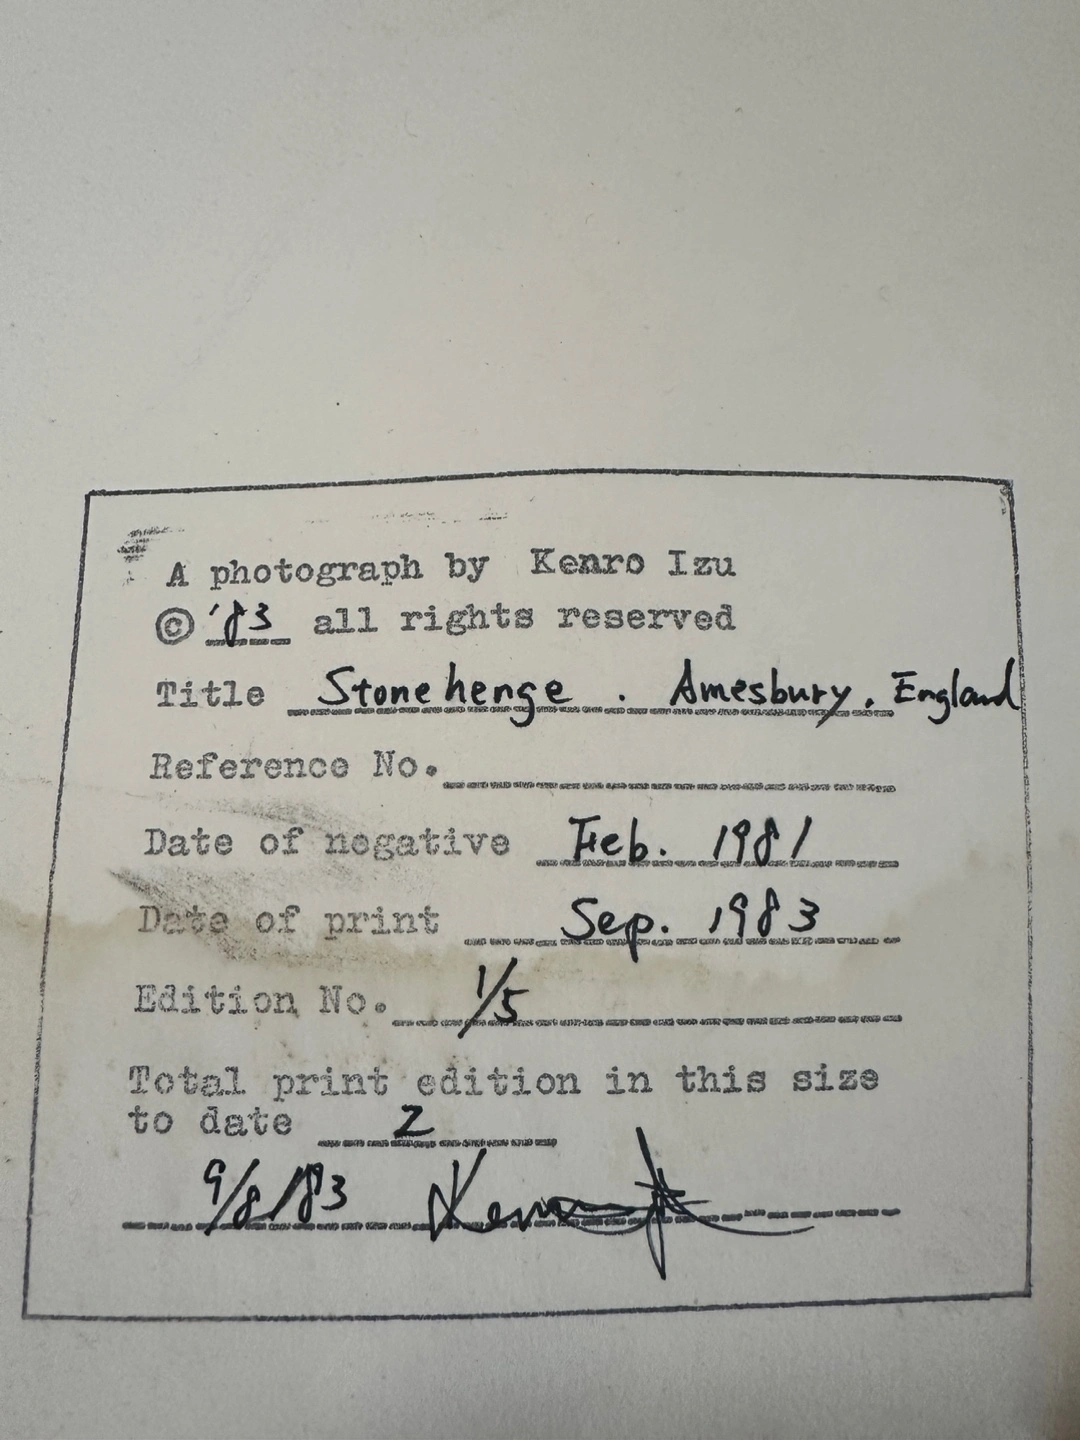 A photograph by Kenro Izu
© '83 all rights reserved
Title Stonehenge . Amesbury, England
Reference No.
Date of negative Feb. 1981
Date of print Sep. 1983
Edition No. 1/5
Total print edition in this size
to date 2
9/8/83